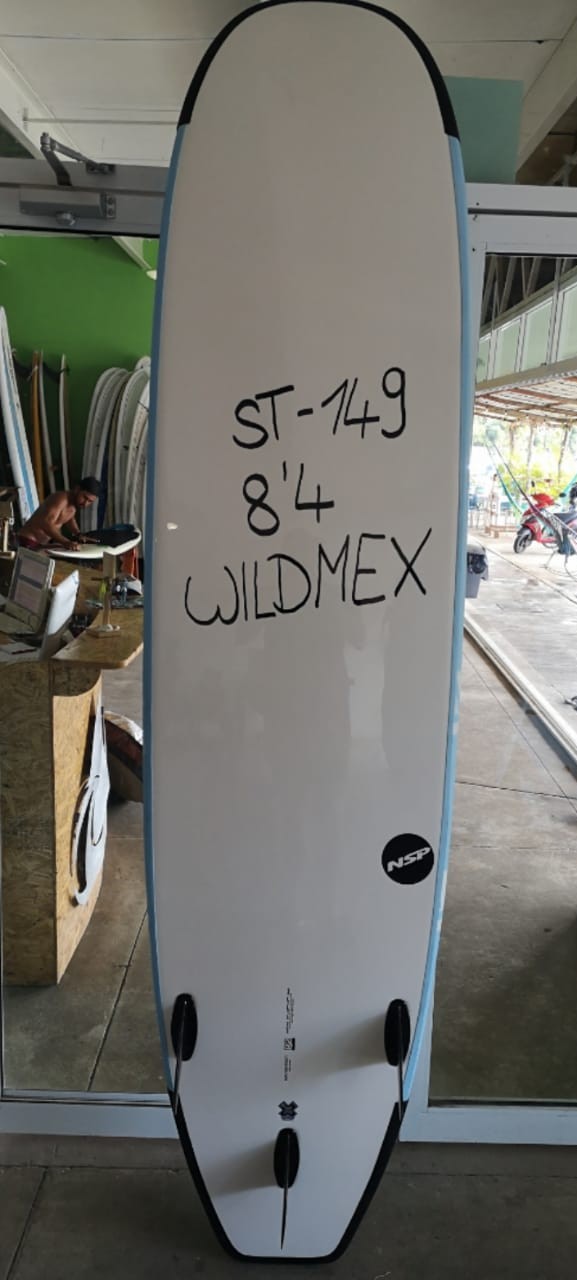 ST-149
8'4
WILDMEX
NSP